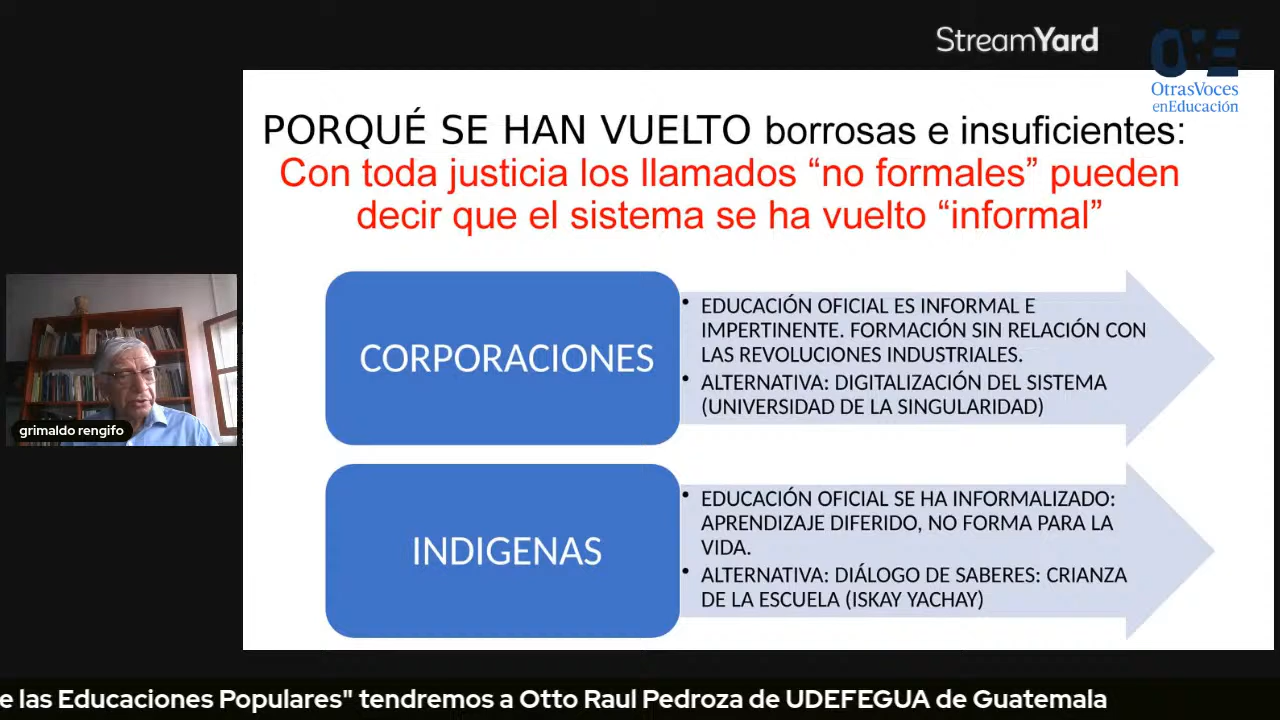 StreamYard
OVE
OtrasVoces
enEducación
PORQUÉ SE HAN VUELTO borrosas e insuficientes:
Con toda justicia los llamados “no formales” pueden
decir que el sistema se ha vuelto “informal”
CORPORACIONES
• EDUCACIÓN OFICIAL ES INFORMAL E
IMPERTINENTE. FORMACIÓN SIN RELACIÓN CON
LAS REVOLUCIONES INDUSTRIALES.
• ALTERNATIVA: DIGITALIZACIÓN DEL SISTEMA
(UNIVERSIDAD DE LA SINGULARIDAD)
grimaldo rengifo
INDIGENAS
• EDUCACIÓN OFICIAL SE HA INFORMALIZADO:
APRENDIZAJE DIFERIDO, NO FORMA PARA LA
VIDA.
• ALTERNATIVA: DIÁLOGO DE SABERES: CRIANZA
DE LA ESCUELA (ISKAY YACHAY)
e las Educaciones Populares" tendremos a Otto Raul Pedroza de UDEFEGUA de Guatemala